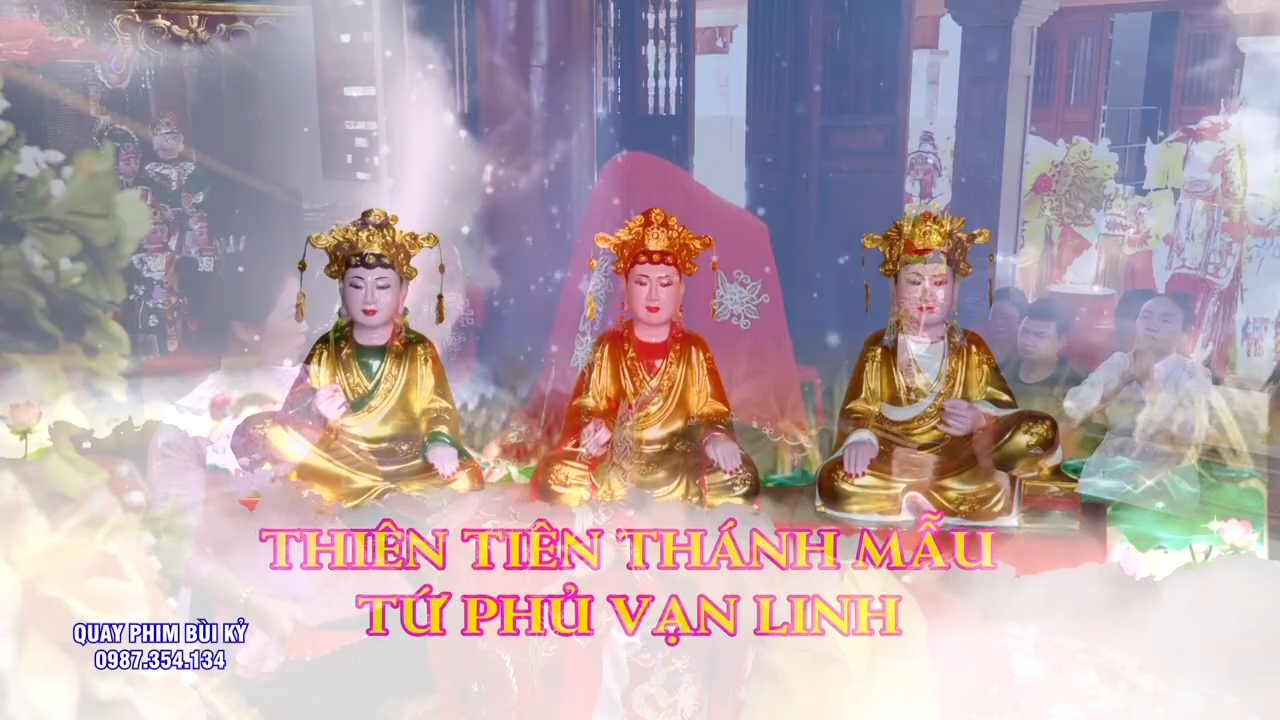 THIÊN TIÊN THÁNH MẪU
TỨ PHỦ VẠN LINH
QUAY PHIM BÙI KỶ
0987.354.134